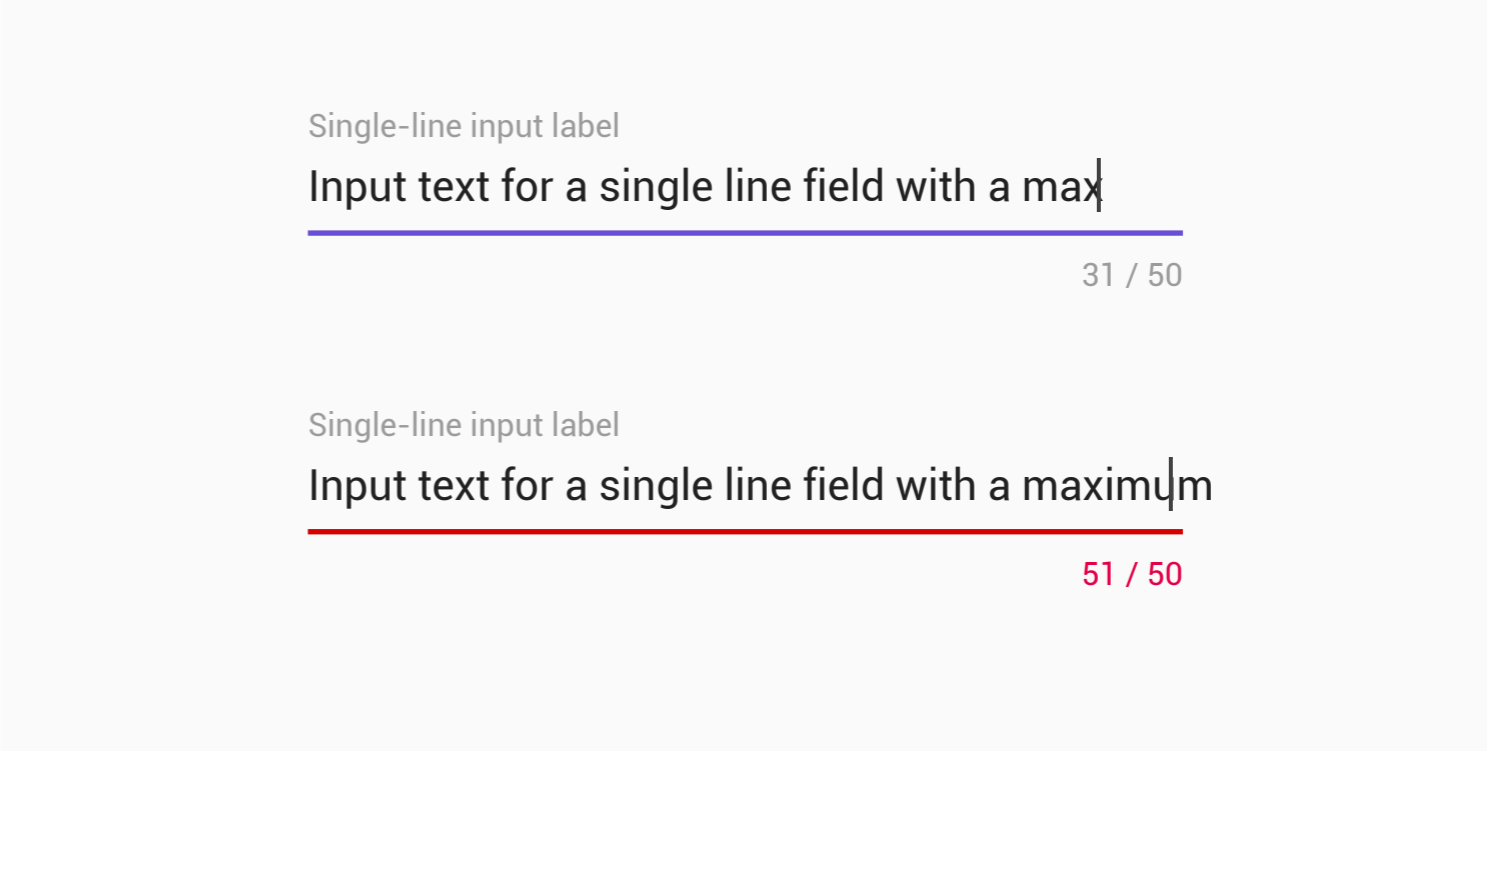 Single-line input label
Input text for a single line field with a max
31 / 50
Single-line input label
Input text for a single line field with a maximum
51 / 50